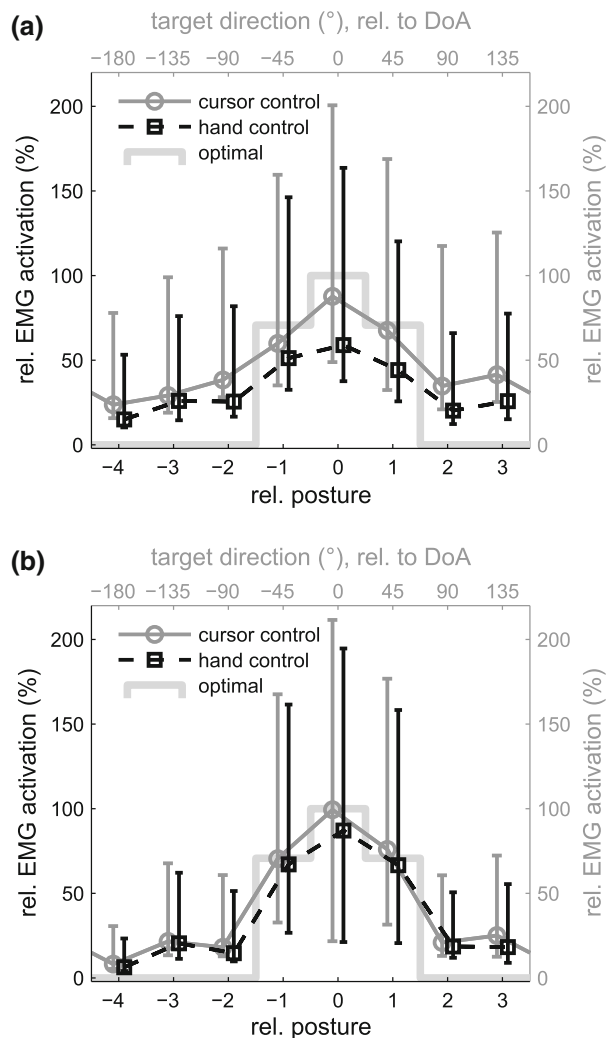 (a)
target direction (°), rel. to DoA
−180 −135 −90 −45 0 45 90 135
rel. EMG activation (%)
200
150
100
50
0
cursor control
hand control
optimal
200
150
100
50
0
rel. EMG activation (%)
−4 −3 −2 −1 0 1 2 3
rel. posture
(b)
target direction (°), rel. to DoA
−180 −135 −90 −45 0 45 90 135
rel. EMG activation (%)
200
150
100
50
0
cursor control
hand control
optimal
200
150
100
50
0
rel. EMG activation (%)
−4 −3 −2 −1 0 1 2 3
rel. posture